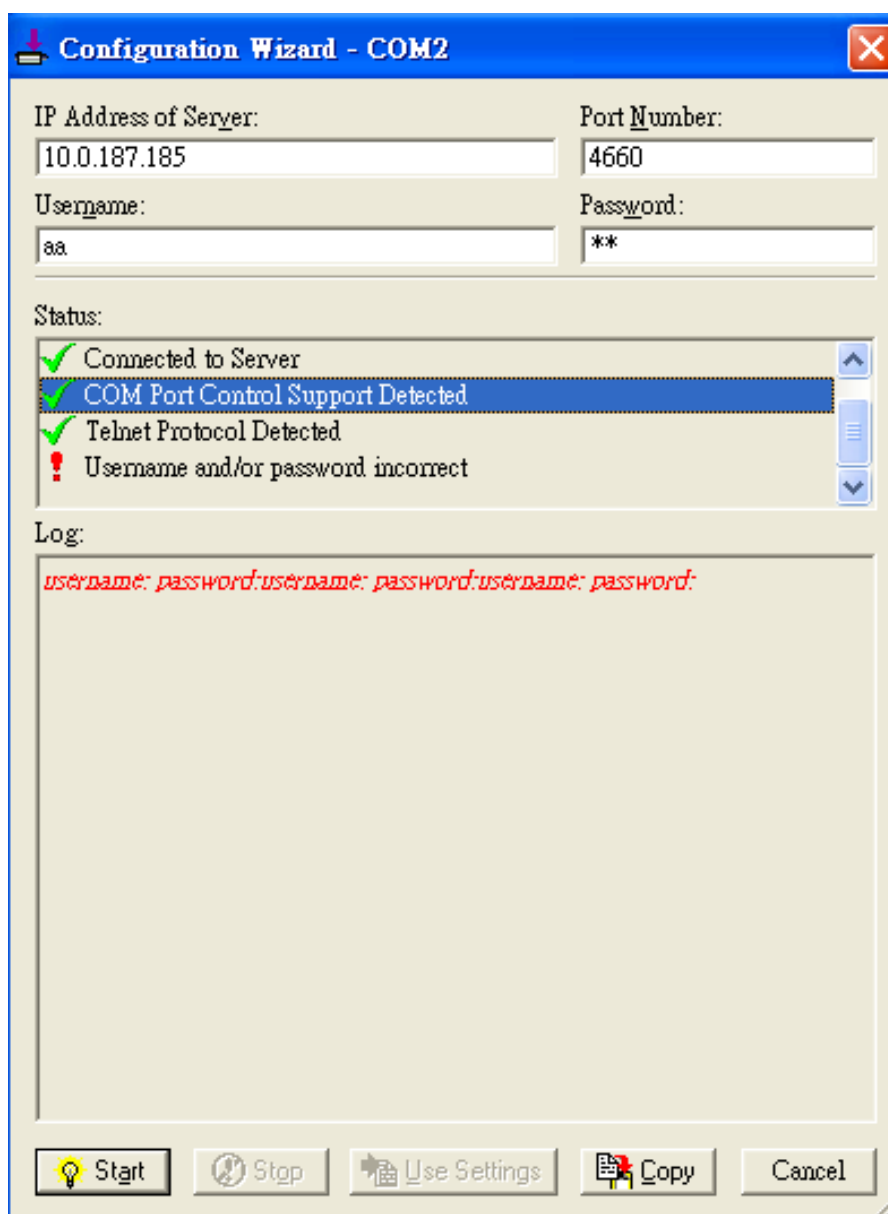 Configuration Wizard - COM2
IP Address of Server: Port Number:
10.0.187.185 4660
Username: Password:
aa **
Status:
Connected to Server
COM Port Control Support Detected
Telnet Protocol Detected
Username and/or password incorrect
Log:
username: password:username: password:username: password:
Start Stop Use Settings Copy Cancel